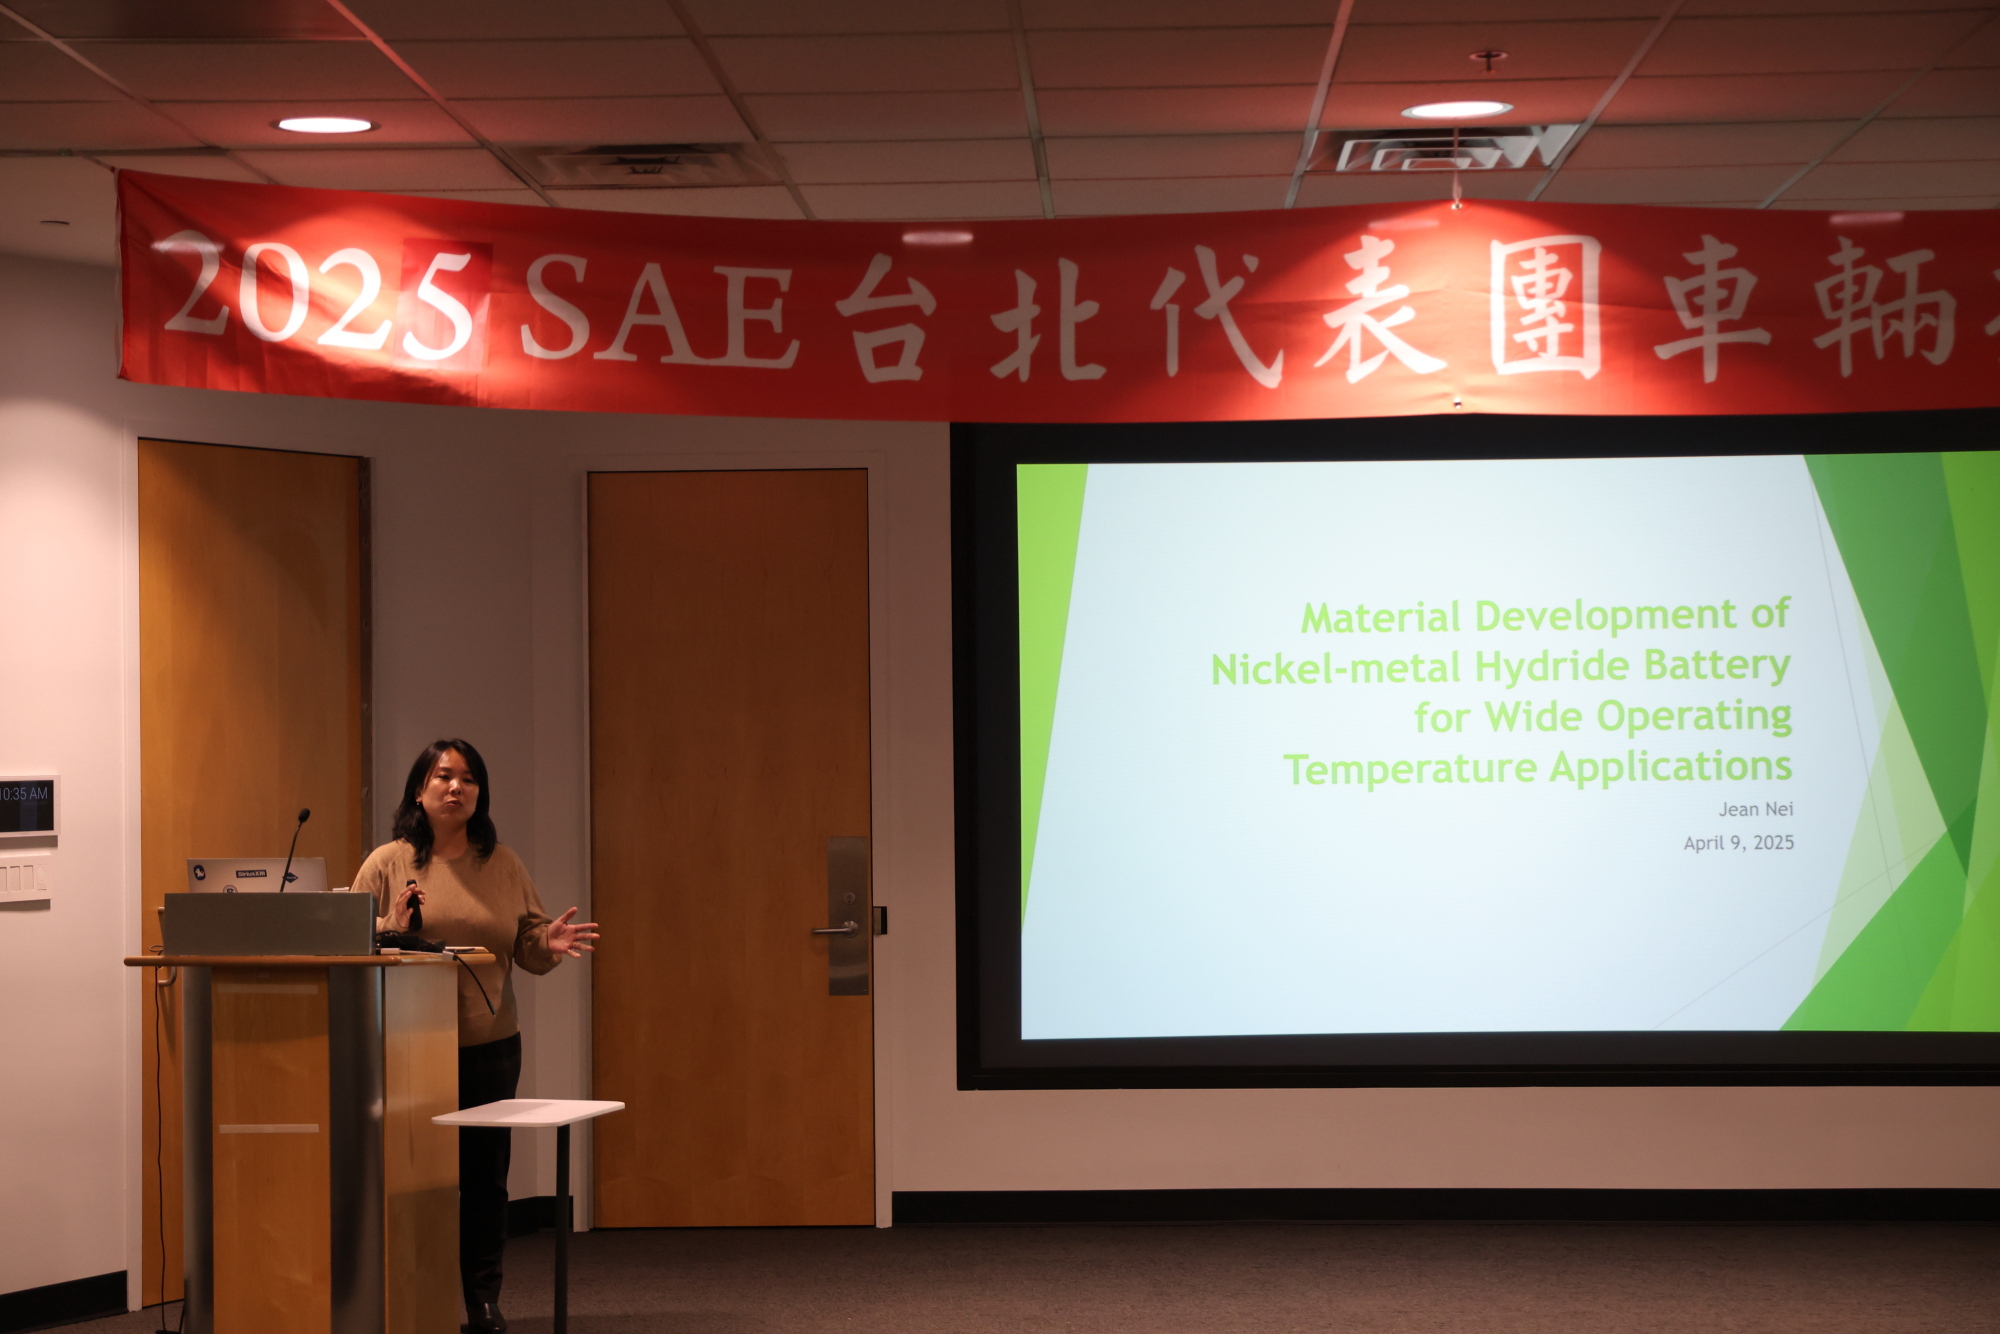 2025 SAE台北代表團車輛
Material Development of
Nickel-metal Hydride Battery
for Wide Operating
Temperature Applications
Jean Nei
April 9, 2025
10:35 AM
SiriusXM